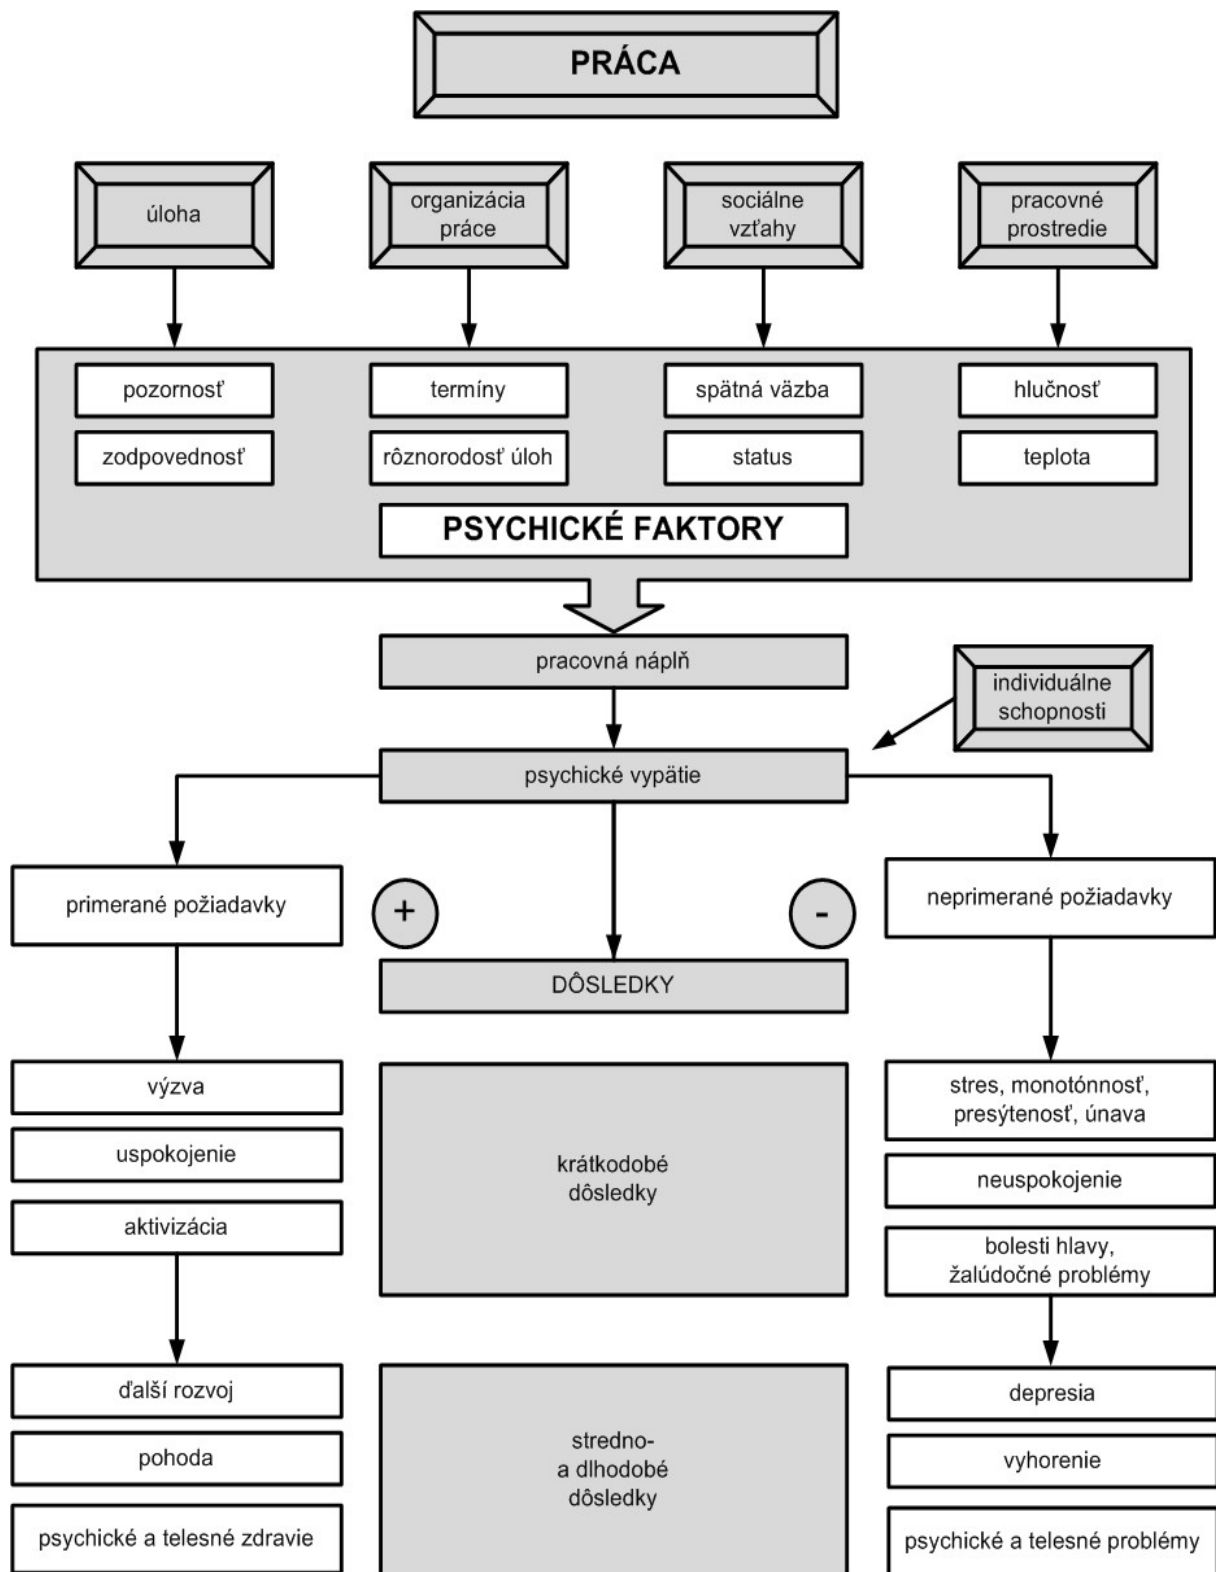 PRÁCA
úloha
organizácia
práce
sociálne
vzťahy
pracovné
prostredie
pozornosť
termíny
spätná väzba
hlučnosť
zodpovednosť
rôznorodosť úloh
status
teplota
PSYCHICKÉ FAKTORY
pracovná náplň
individuálne
schopnosti
psychické vypätie
primerané požiadavky
+
-
neprimerané požiadavky
DÔSLEDKY
výzva
uspokojenie
aktivizácia
krátkodobé
dôsledky
stres, monotónnosť,
presýtenosť, únava
neuspokojenie
bolesti hlavy,
žalúdočné problémy
ďalší rozvoj
pohoda
psychické a telesné zdravie
stredno-
a dlhodobé
dôsledky
depresia
vyhorenie
psychické a telesné problémy